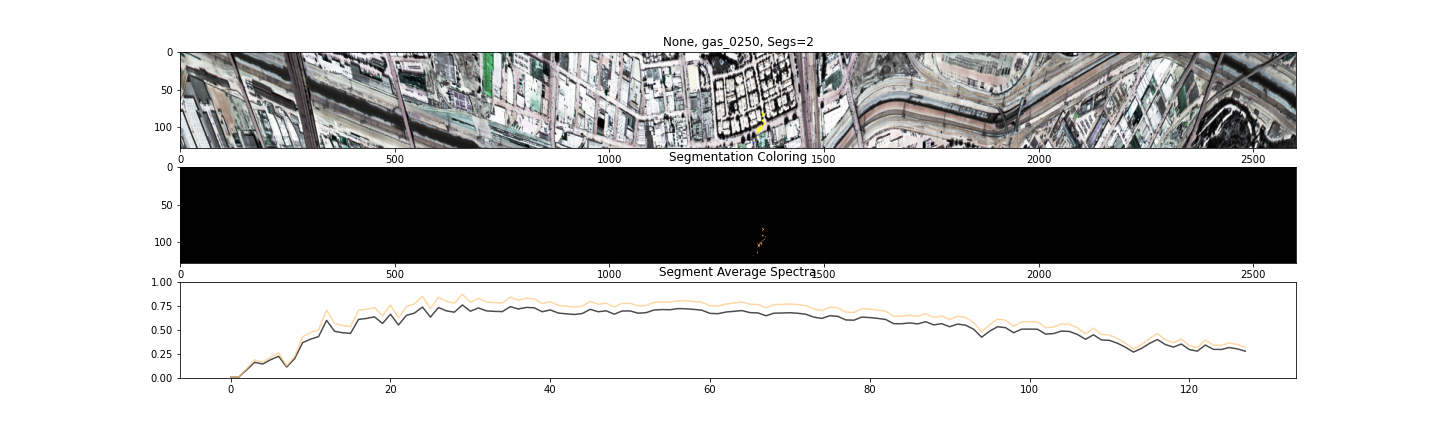 None, gas_0250, Segs=2
0
50
100
0 500 1000 1500 2000 2500
Segmentation Coloring
0
50
100
0 500 1000 1500 2000 2500
Segment Average Spectra
1.00
0.75
0.50
0.25
0.00
0 20 40 60 80 100 120